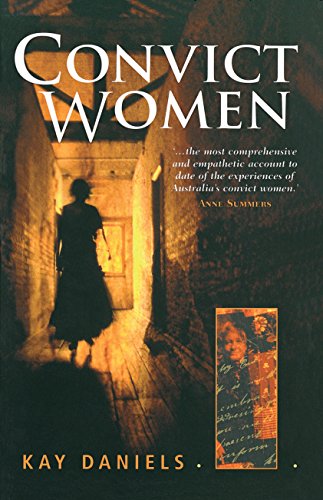 CONVICT
WOMEN
'...the most comprehensive
and empathetic account to
date of the experiences of
Australia's convict women.'
ANNE SUMMERS
KAY DANIELS